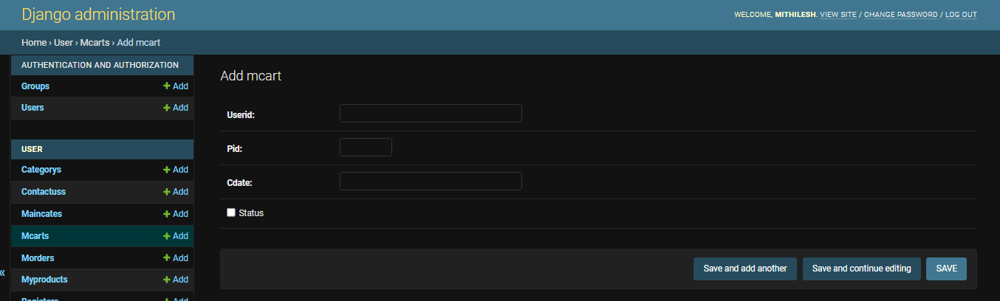 Django administration
WELCOME, MITHILESH. VIEW SITE / CHANGE PASSWORD / LOG OUT
Home › User › Mcarts › Add mcart
AUTHENTICATION AND AUTHORIZATION
Groups + Add
Users + Add
USER
Categorys + Add
Contactuss + Add
Maincates + Add
Mcarts + Add
Morders + Add
Myproducts + Add
Registers + Add
«
Add mcart
Userid:
Pid:
Cdate:
Status
Save and add another Save and continue editing SAVE